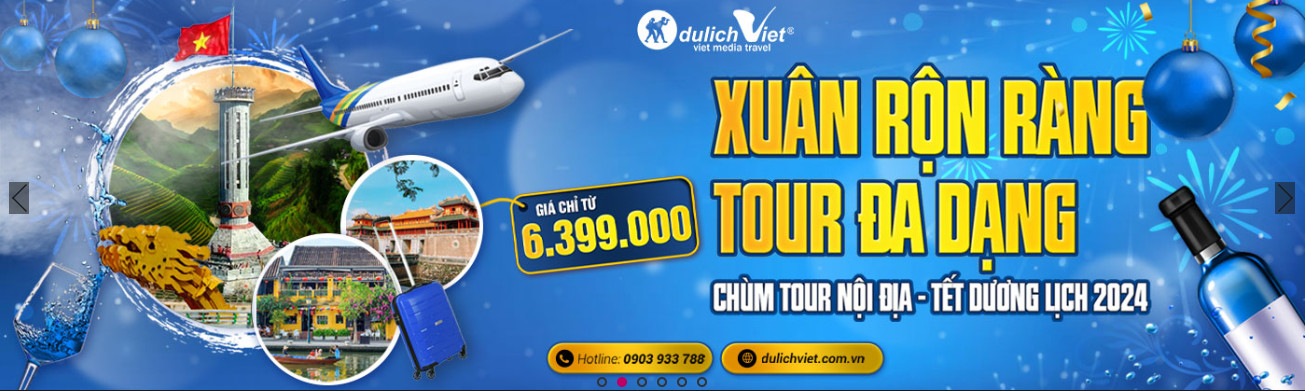 dulichViet®
viet media travel
XUÂN RỘN RÀNG
TOUR ĐA DẠNG
GIÁ CHỈ TỪ
6.399.000
CHÙM TOUR NỘI ĐỊA - TẾT DƯƠNG LỊCH 2024
Hotline: 0903 933 788
dulichviet.com.vn